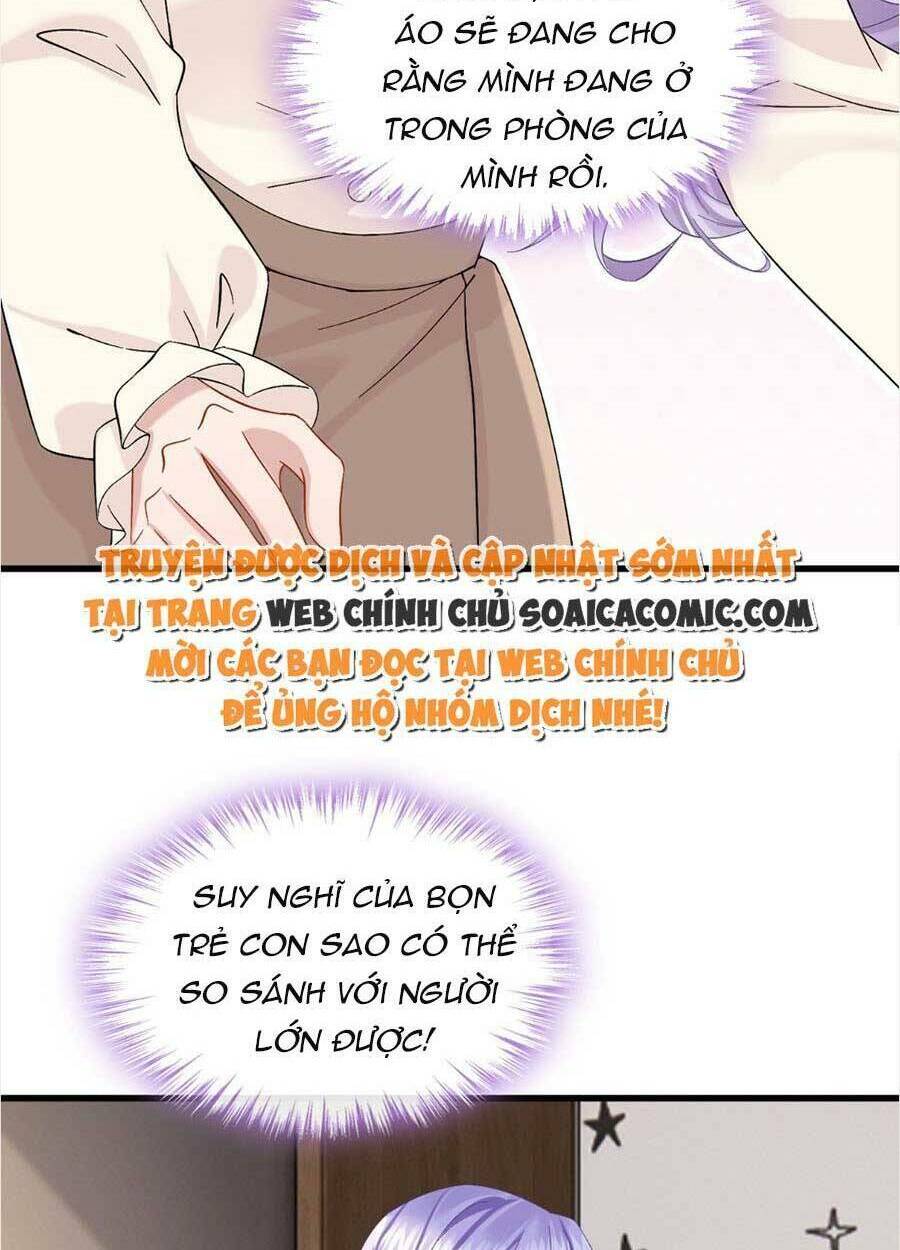 ÁO SẼ ĐANG CHO
RẰNG MÌNH ĐANG Ở
TRONG PHÒNG CỦA
MÌNH RỒI.
TRUYỆN ĐƯỢC DỊCH VÀ CẬP NHẬT SỚM NHẤT
TẠI TRANG WEB CHÍNH CHỦ SOAICACOMIC.COM
MỜI CÁC BẠN ĐỌC TẠI WEB CHÍNH CHỦ
ĐỂ ỦNG HỘ NHÓM DỊCH NHÉ!
SUY NGHĨ CỦA BỌN
TRẺ CON SAO CÓ THỂ
SO SÁNH VỚI NGƯỜI
LỚN ĐƯỢC!